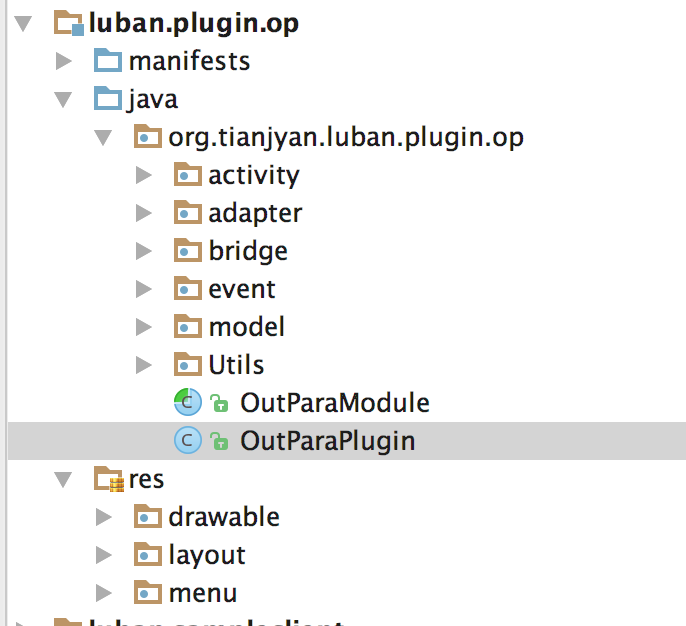 luban.plugin.op
manifests
java
org.tianjyan.luban.plugin.op
activity
adapter
bridge
event
model
Utils
C OutParaModule
C OutParaPlugin
res
drawable
layout
menu